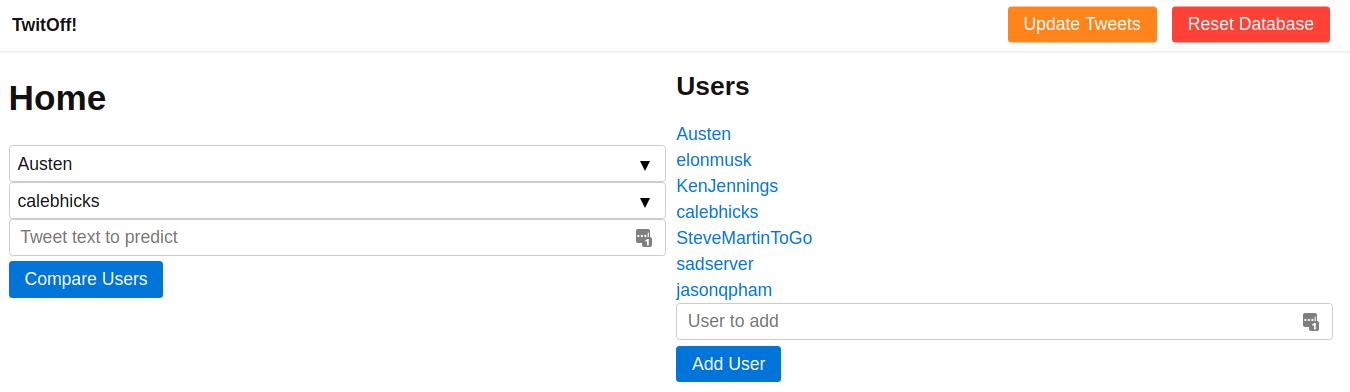 TwitOff!
Update Tweets
Reset Database
Home
Austen
calebhicks
Tweet text to predict
Compare Users
Users
Austen
elonmusk
KenJennings
calebhicks
SteveMartinToGo
sadserver
jasonqpham
User to add
Add User